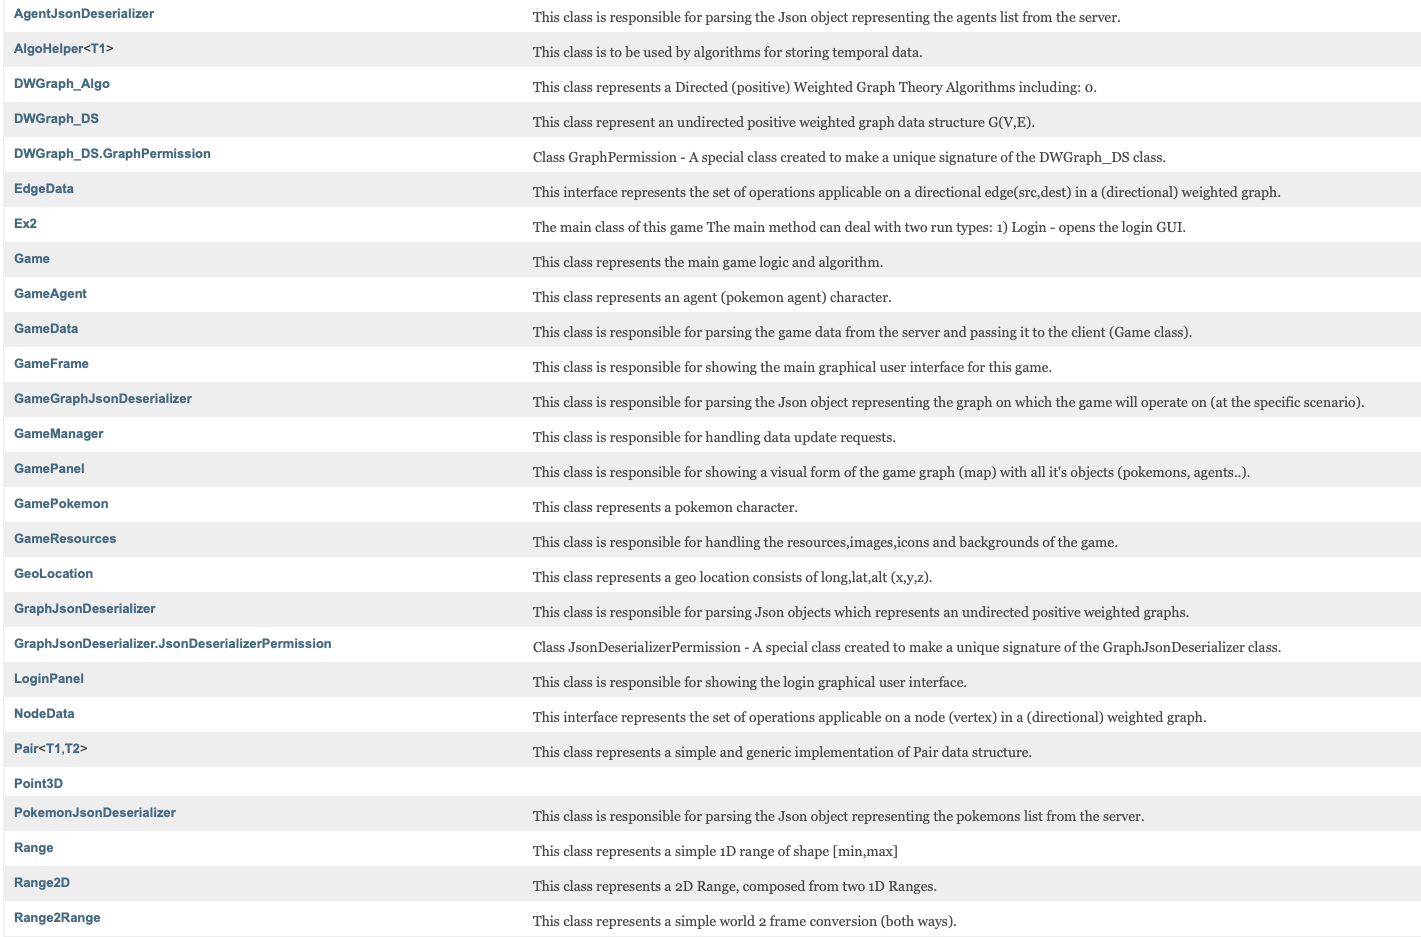 AgentJsonDeserializer This class is responsible for parsing the Json object representing the agents list from the server.
AlgoHelper<T1> This class is to be used by algorithms for storing temporal data.
DWGraph_Algo This class represents a Directed (positive) Weighted Graph Theory Algorithms including: 0.
DWGraph_DS This class represent an undirected positive weighted graph data structure G(V,E).
DWGraph_DS.GraphPermission Class GraphPermission - A special class created to make a unique signature of the DWGraph_DS class.
EdgeData This interface represents the set of operations applicable on a directional edge(src,dest) in a (directional) weighted graph.
Ex2 The main class of this game The main method can deal with two run types: 1) Login - opens the login GUI.
Game This class represents the main game logic and algorithm.
GameAgent This class represents an agent (pokemon agent) character.
GameData This class is responsible for parsing the game data from the server and passing it to the client (Game class).
GameFrame This class is responsible for showing the main graphical user interface for this game.
GameGraphJsonDeserializer This class is responsible for parsing the Json object representing the graph on which the game will operate on (at the specific scenario).
GameManager This class is responsible for handling data update requests.
GamePanel This class is responsible for showing a visual form of the game graph (map) with all it's objects (pokemons, agents..).
GamePokemon This class represents a pokemon character.
GameResources This class is responsible for handling the resources,images,icons and backgrounds of the game.
GeoLocation This class represents a geo location consists of long,lat,alt (x,y,z).
GraphJsonDeserializer This class is responsible for parsing Json objects which represents an undirected positive weighted graphs.
GraphJsonDeserializer.JsonDeserializerPermission Class JsonDeserializerPermission - A special class created to make a unique signature of the GraphJsonDeserializer class.
LoginPanel This class is responsible for showing the login graphical user interface.
NodeData This interface represents the set of operations applicable on a node (vertex) in a (directional) weighted graph.
Pair<T1,T2> This class represents a simple and generic implementation of Pair data structure.
Point3D
PokemonJsonDeserializer This class is responsible for parsing the Json object representing the pokemons list from the server.
Range This class represents a simple 1D range of shape [min,max]
Range2D This class represents a 2D Range, composed from two 1D Ranges.
Range2Range This class represents a simple world 2 frame conversion (both ways).